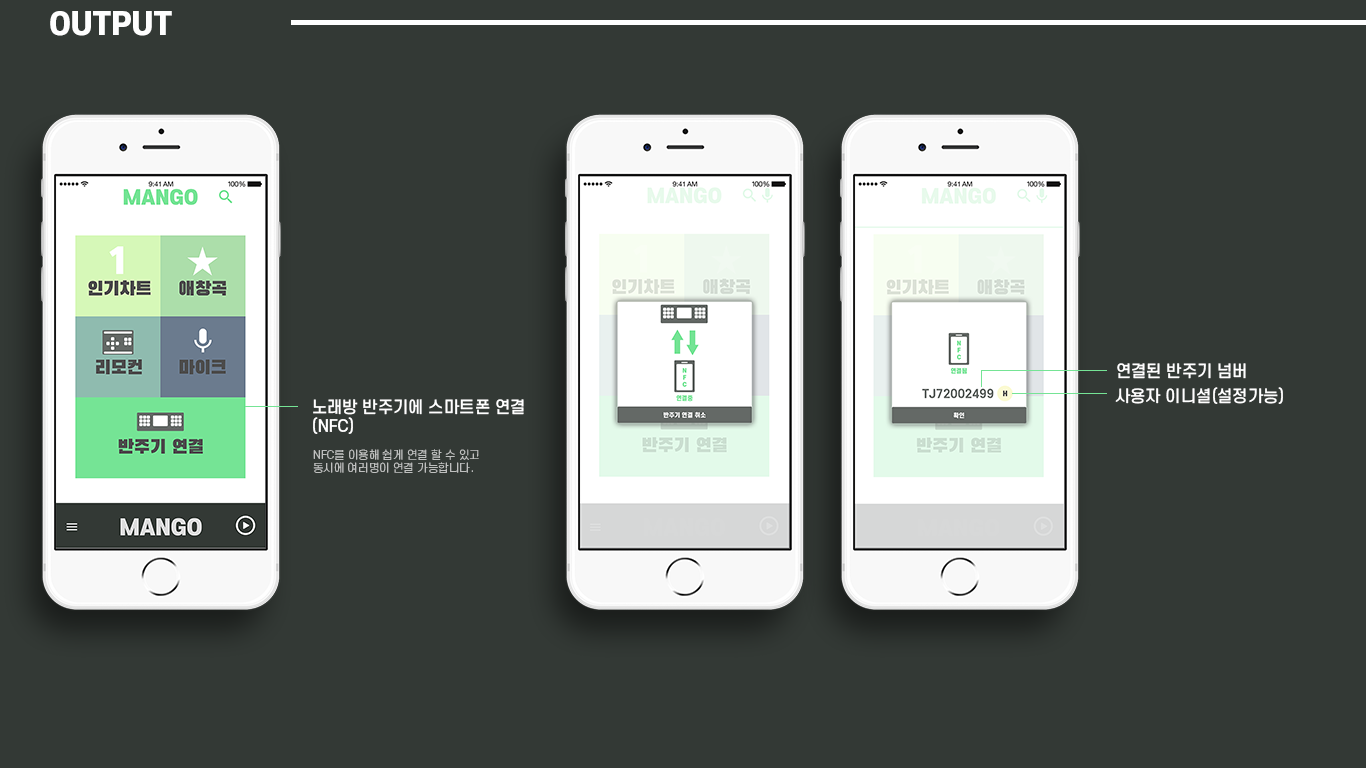 OUTPUT
9:41 AM
100%
MANGO
1
인기차트
애창곡
리모컨
마이크
반주기 연결
MANGO
노래방 반주기에 스마트폰 연결
(NFC)
NFC를 이용해 쉽게 연결 할 수 있고
동시에 여러명이 연결 가능합니다.
9:41 AM
100%
MANGO
인기차트
애창곡
NFC
연결중
반주기 연결 취소
반주기 연결
9:41 AM
100%
MANGO
인기차트
애창곡
NFC
연결됨
TJ72002499 H
확인
반주기 연결
연결된 반주기 넘버
사용자 이니셜(설정가능)